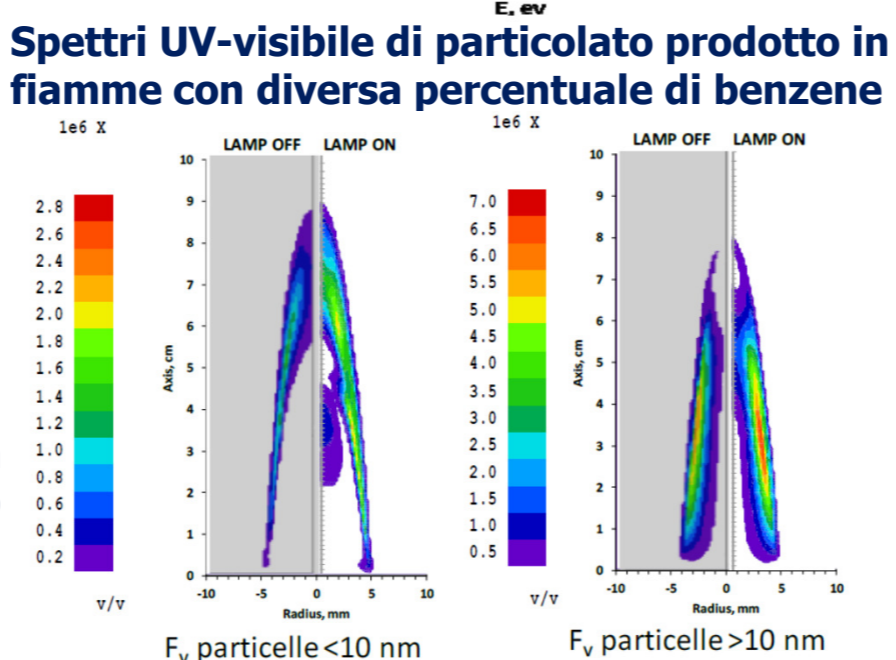 E, ev
Spettri UV-visibile di particolato prodotto in
fiamme con diversa percentuale di benzene
1e6 X
LAMP OFF LAMP ON
2.8
2.6
2.4
2.2
2.0
1.8
1.6
1.4
1.2
1.0
0.8
0.6
0.4
0.2
v/v
Axis, cm
10
9
8
7
6
5
4
3
2
1
0
-10 -5 0 5 10
Radius, mm
Fᵥ particelle <10 nm
1e6 X
LAMP OFF LAMP ON
7.0
6.5
6.0
5.5
5.0
4.5
4.0
3.5
3.0
2.5
2.0
1.5
1.0
0.5
v/v
Axis, cm
10
9
8
7
6
5
4
3
2
1
0
-10 -5 0 5 10
Radius, mm
Fᵥ particelle >10 nm